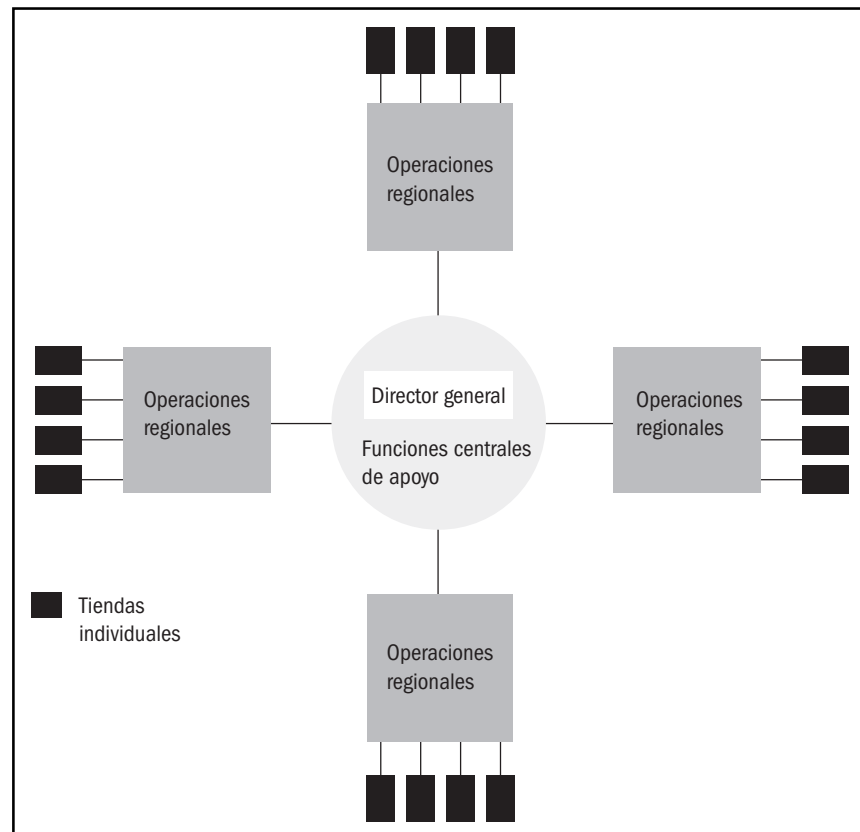 Operaciones
regionales
Operaciones
regionales
Director general
Funciones centrales
de apoyo
Operaciones
regionales
Tiendas
individuales
Operaciones
regionales